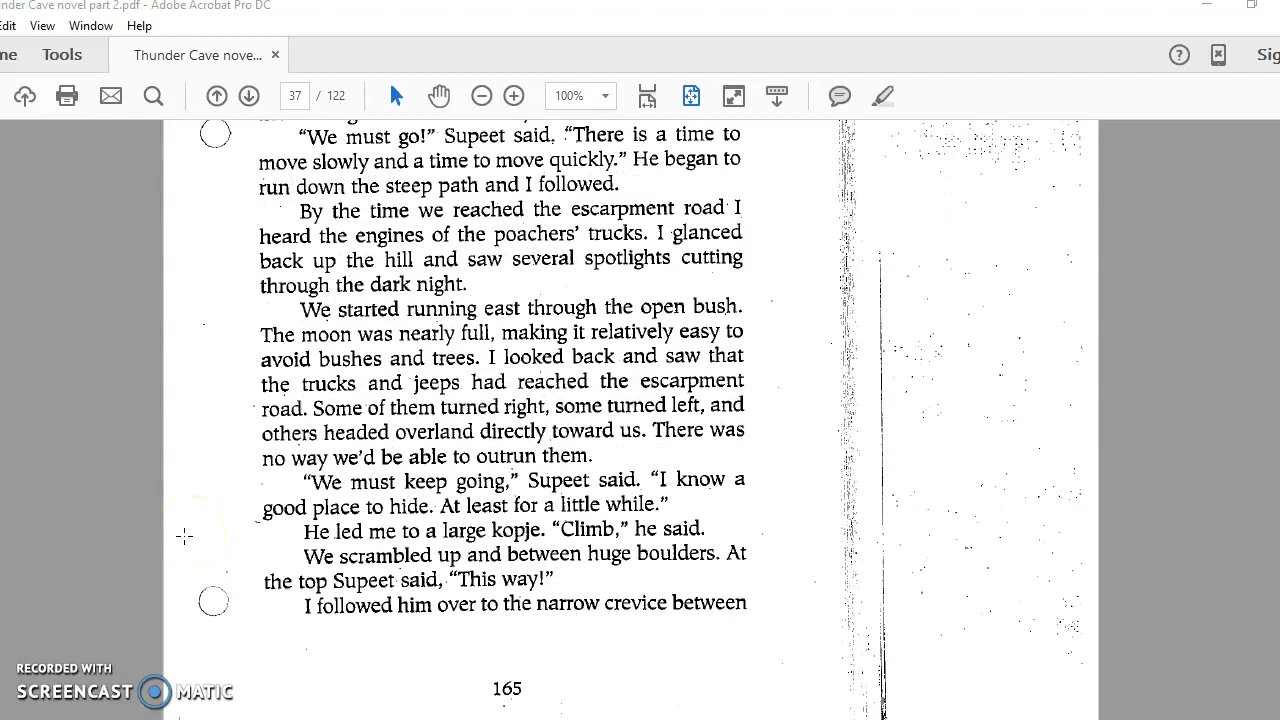 under Cave novel part 2.pdf - Adobe Acrobat Pro DC
Edit View Window Help
me Tools Thunder Cave nove... × Sig
37 / 122 100%
"We must go!" Supeet said. "There is a time to
move slowly and a time to move quickly." He began to
run down the steep path and I followed.
By the time we reached the escarpment road I
heard the engines of the poachers' trucks. I glanced
back up the hill and saw several spotlights cutting
through the dark night.
We started running east through the open bush.
The moon was nearly full, making it relatively easy to
avoid bushes and trees. I looked back and saw that
the trucks and jeeps had reached the escarpment
road. Some of them turned right, some turned left, and
others headed overland directly toward us. There was
no way we'd be able to outrun them.
"We must keep going," Supeet said. "I know a
good place to hide. At least for a little while."
He led me to a large kopje. "Climb," he said.
We scrambled up and between huge boulders. At
the top Supeet said, "This way!"
I followed him over to the narrow crevice between
165
RECORDED WITH
SCREENCAST MATIC